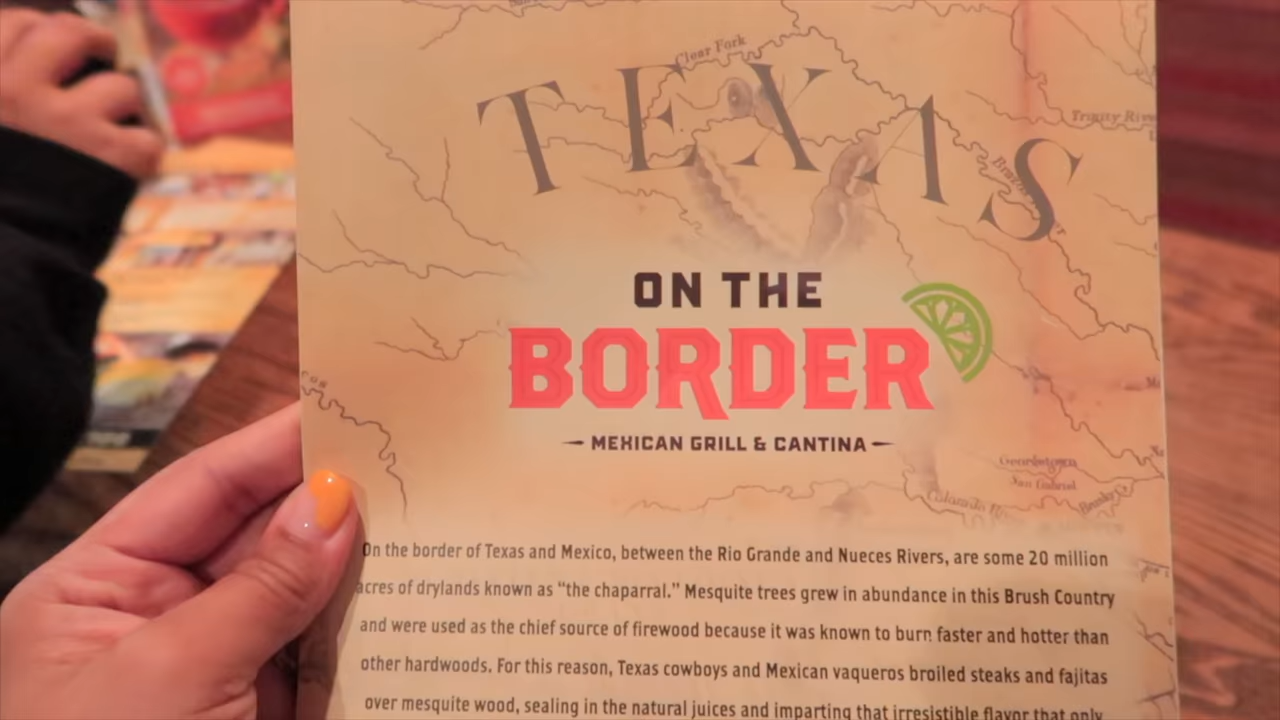 Clear Fork
TEXAS
Trinity
Brazos
ON THE
BORDER
MEXICAN GRILL & CANTINA
Georgetown
San Gabriel
Colorado
Brushy
On the border of Texas and Mexico, between the Rio Grande and Nueces Rivers, are some 20 million
acres of drylands known as “the chaparral.” Mesquite trees grew in abundance in this Brush Country
and were used as the chief source of firewood because it was known to burn faster and hotter than
other hardwoods. For this reason, Texas cowboys and Mexican vaqueros broiled steaks and fajitas
over mesquite wood, sealing in the natural juices and imparting that irresistible flavor that only